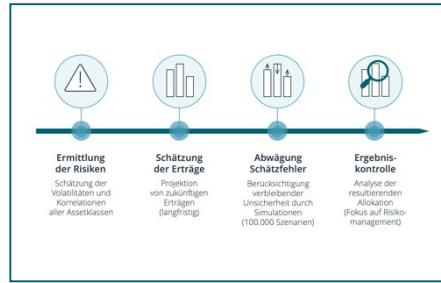 Ermittlung
der Risiken
Schätzung der
Volatilitäten und
Korrelationen
aller Assetklassen
Schätzung
der Erträge
Projektion
von zukünftigen
Erträgen
(langfristig)
Abwägung
Schätzfehler
Berücksichtigung
verbleibender
Unsicherheit durch
Simulationen
(100.000 Szenarien)
Ergebnis-
kontrolle
Analyse der
resultierenden
Allokation
(Fokus auf Risiko-
management)